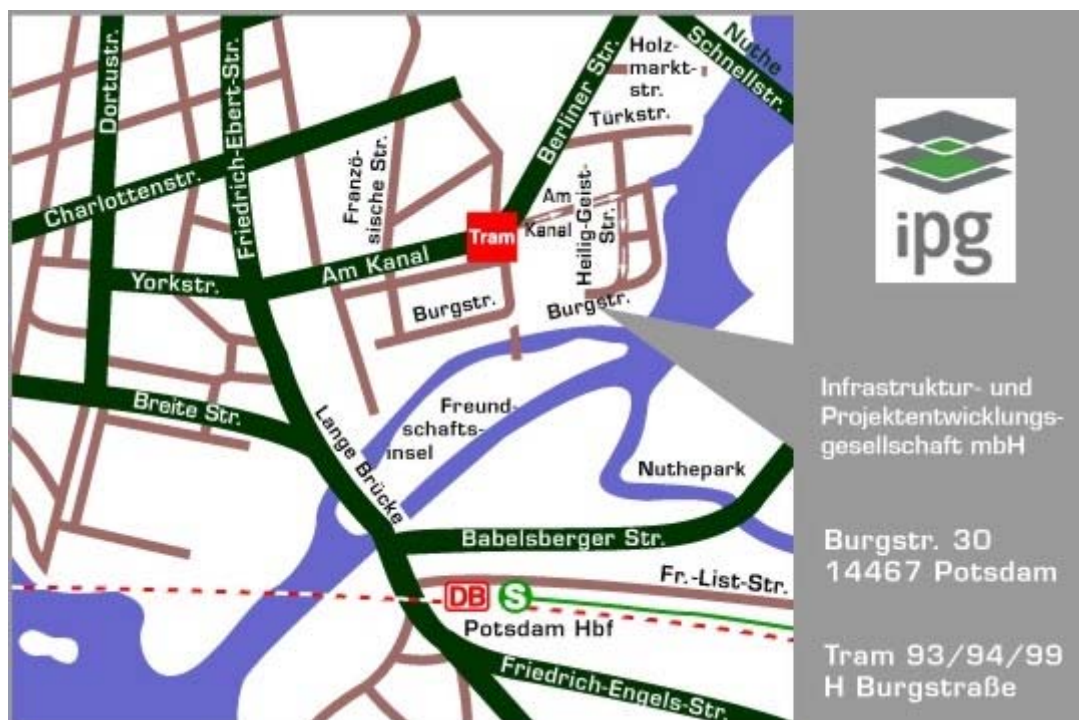 Dortustr.
Friedrich-Ebert-Str.
Charlottenstr.
Franzö-
sische Str.
Berliner Str.
Holz-
markt-
str.
Nuthe
Schnellstr.
Türkstr.
Heilig-Geist-
Str.
Am
Kanal
Tram
Am Kanal
Yorkstr.
Burgstr.
Burgstr.
Breite Str.
Lange Brücke
Freund-
schafts-
insel
Nuthepark
Babelsberger Str.
Fr.-List-Str.
DB
S
Potsdam Hbf
Friedrich-Engels-Str.
ipg
Infrastruktur- und
Projektentwicklungs-
gesellschaft mbH
Burgstr. 30
14467 Potsdam
Tram 93/94/99
H Burgstraße